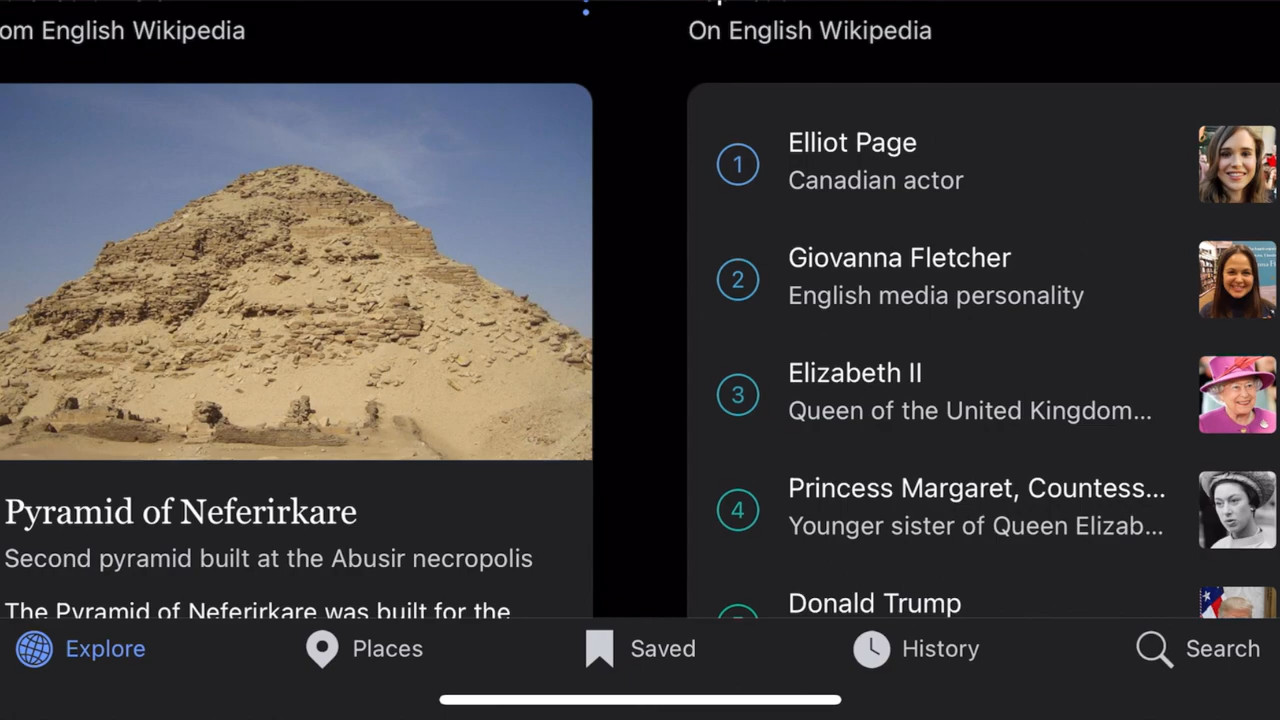 om English Wikipedia
Pyramid of Neferirkare
Second pyramid built at the Abusir necropolis
The Pyramid of Neferirkare was built for the
On English Wikipedia
1
Elliot Page
Canadian actor
2
Giovanna Fletcher
English media personality
3
Elizabeth II
Queen of the United Kingdom...
4
Princess Margaret, Countess...
Younger sister of Queen Elizab...
Donald Trump
Explore
Places
Saved
History
Search